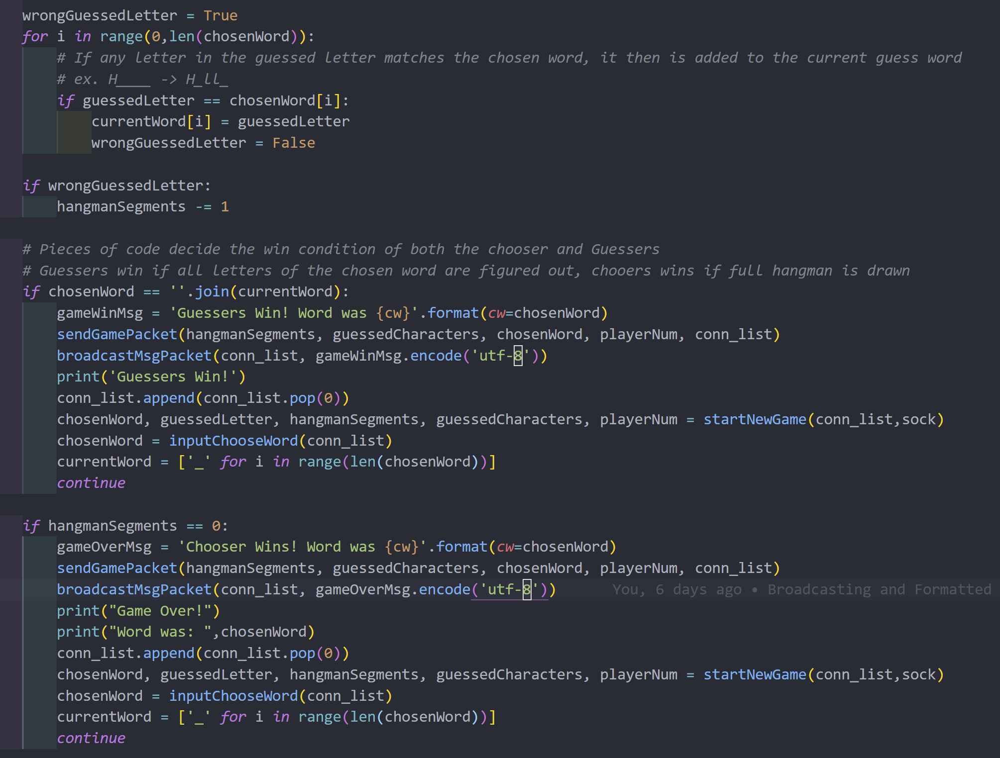 wrongGuessedLetter = True
for i in range(0,len(chosenWord)):
    # If any letter in the guessed letter matches the chosen word, it then is added to the current guess word
    # ex. H____ -> H_ll_
    if guessedLetter == chosenWord[i]:
        currentWord[i] = guessedLetter
        wrongGuessedLetter = False

if wrongGuessedLetter:
    hangmanSegments -= 1

# Pieces of code decide the win condition of both the chooser and Guessers
# Guessers win if all letters of the chosen word are figured out, chooers wins if full hangman is drawn
if chosenWord == ''.join(currentWord):
    gameWinMsg = 'Guessers Win! Word was {cw}'.format(cw=chosenWord)
    sendGamePacket(hangmanSegments, guessedCharacters, chosenWord, playerNum, conn_list)
    broadcastMsgPacket(conn_list, gameWinMsg.encode('utf-8'))
    print('Guessers Win!')
    conn_list.append(conn_list.pop(0))
    chosenWord, guessedLetter, hangmanSegments, guessedCharacters, playerNum = startNewGame(conn_list,sock)
    chosenWord = inputChooseWord(conn_list)
    currentWord = ['_' for i in range(len(chosenWord))]
    continue

if hangmanSegments == 0:
    gameOverMsg = 'Chooser Wins! Word was {cw}'.format(cw=chosenWord)
    sendGamePacket(hangmanSegments, guessedCharacters, chosenWord, playerNum, conn_list)
    broadcastMsgPacket(conn_list, gameOverMsg.encode('utf-8')) You, 6 days ago • Broadcasting and Formatted
    print("Game Over!")
    print("Word was: ",chosenWord)
    conn_list.append(conn_list.pop(0))
    chosenWord, guessedLetter, hangmanSegments, guessedCharacters, playerNum = startNewGame(conn_list,sock)
    chosenWord = inputChooseWord(conn_list)
    currentWord = ['_' for i in range(len(chosenWord))]
    continue